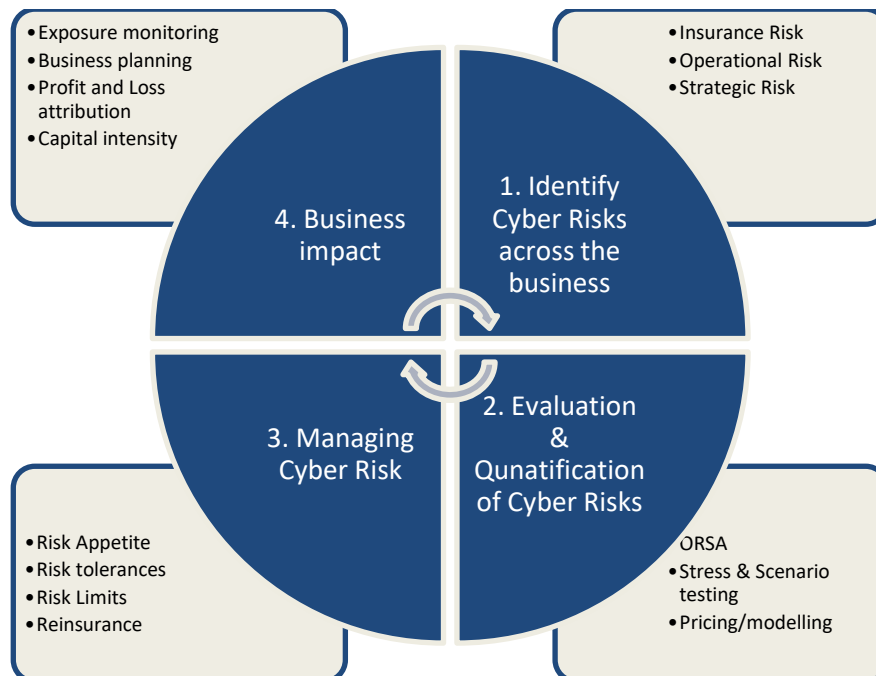 •Exposure monitoring
•Business planning
•Profit and Loss
attribution
•Capital intensity
•Insurance Risk
•Operational Risk
•Strategic Risk
4. Business
impact
1. Identify
Cyber Risks
across the
business
3. Managing
Cyber Risk
2. Evaluation
&
Qunatification
of Cyber Risks
•Risk Appetite
•Risk tolerances
•Risk Limits
•Reinsurance
ORSA
•Stress & Scenario
testing
•Pricing/modelling